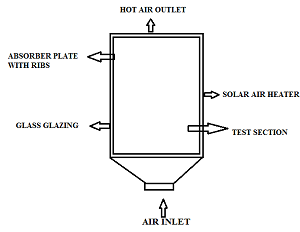 HOT AIR OUTLET
ABSORBER PLATE
WITH RIBS
SOLAR AIR HEATER
GLASS GLAZING
TEST SECTION
AIR INLET